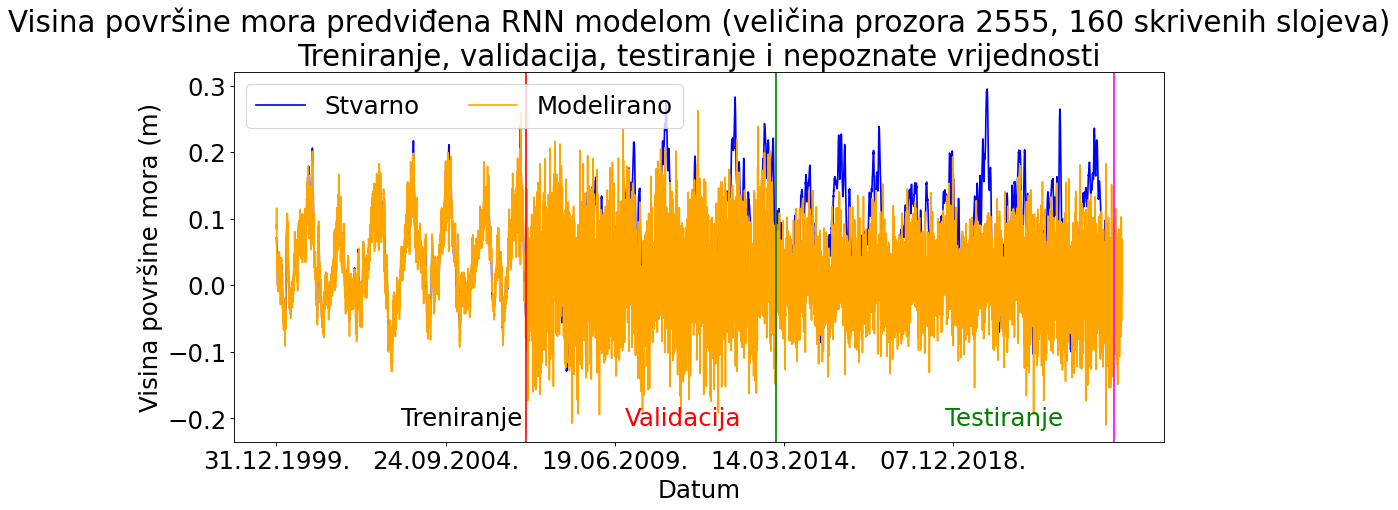 Visina površine mora predviđena RNN modelom (veličina prozora 2555, 160 skrivenih slojeva)
Treniranje, validacija, testiranje i nepoznate vrijednosti
Stvarno
Modelirano
Visina površine mora (m)
0.3
0.2
0.1
0.0
−0.1
−0.2
Treniranje
Validacija
Testiranje
31.12.1999.
24.09.2004.
19.06.2009.
14.03.2014.
07.12.2018.
Datum